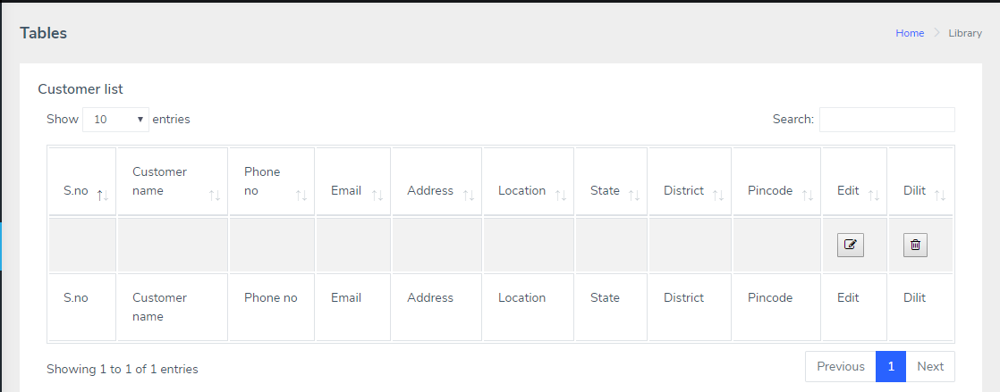 Tables
Home Library
Customer list
Show 10 entries Search:
S.no Customer name Phone no Email Address Location State District Pincode Edit Dilit
S.no Customer name Phone no Email Address Location State District Pincode Edit Dilit
Showing 1 to 1 of 1 entries
Previous 1 Next